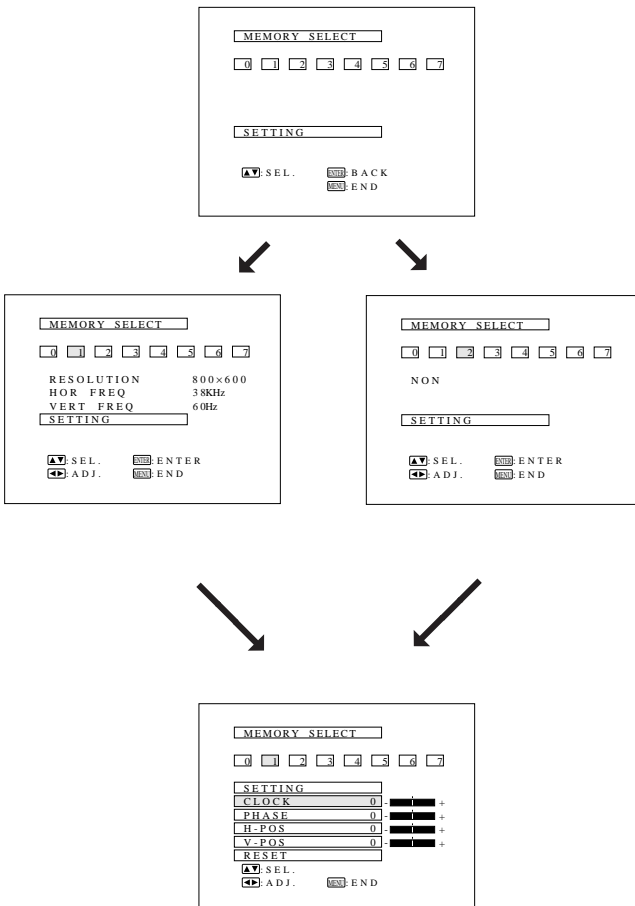 MEMORY SELECT
0 1 2 3 4 5 6 7
SETTING
▲▼:SEL. ENTER:BACK
MENU:END
MEMORY SELECT
0 1 2 3 4 5 6 7
RESOLUTION 800×600
HOR FREQ 38KHz
VERT FREQ 60Hz
SETTING
▲▼:SEL. ENTER:ENTER
◀▶:ADJ. MENU:END
MEMORY SELECT
0 1 2 3 4 5 6 7
NON
SETTING
▲▼:SEL. ENTER:ENTER
◀▶:ADJ. MENU:END
MEMORY SELECT
0 1 2 3 4 5 6 7
SETTING
CLOCK 0 - +
PHASE 0 - +
H-POS 0 - +
V-POS 0 - +
RESET
▲▼:SEL.
◀▶:ADJ. MENU:END